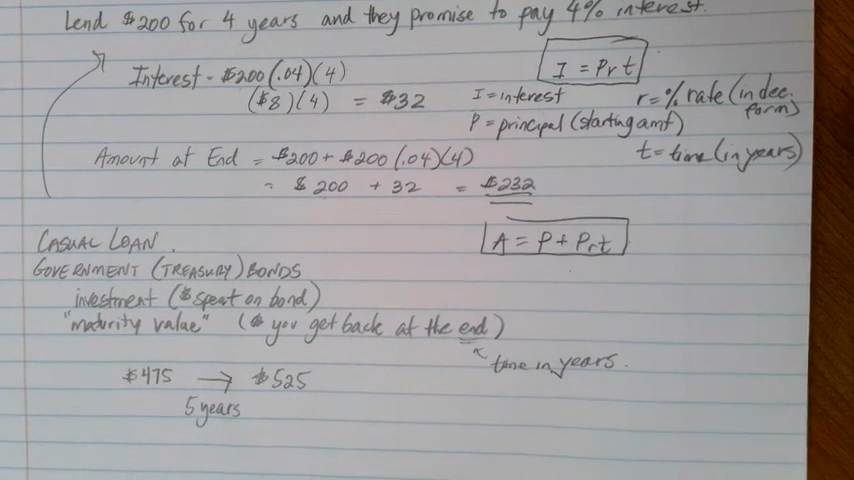 Lend $200 for 4 years and they promise to pay 4% interest.
Interest = $200(.04)(4)
($8)(4) = $32
I = Prt
I = interest
r = % rate (in dec. form)
P = principal (starting amt)
t = time (in years)
Amount at End = $200 + $200(.04)(4)
= $200 + 32 = $232
A = P + Prt
CASUAL LOAN.
GOVERNMENT (TREASURY) BONDS
investment ($ spent on bond)
"maturity value" ($ you get back at the end)
time in years.
$475 → $525
5 years